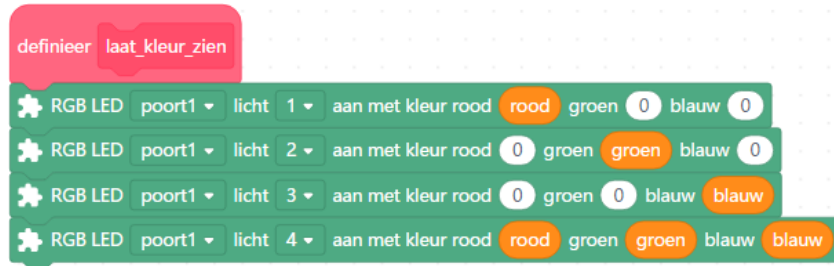 definieer laat_kleur_zien
RGB LED poort1 licht 1 aan met kleur rood rood groen 0 blauw 0
RGB LED poort1 licht 2 aan met kleur rood 0 groen groen blauw 0
RGB LED poort1 licht 3 aan met kleur rood 0 groen 0 blauw blauw
RGB LED poort1 licht 4 aan met kleur rood rood groen groen blauw blauw